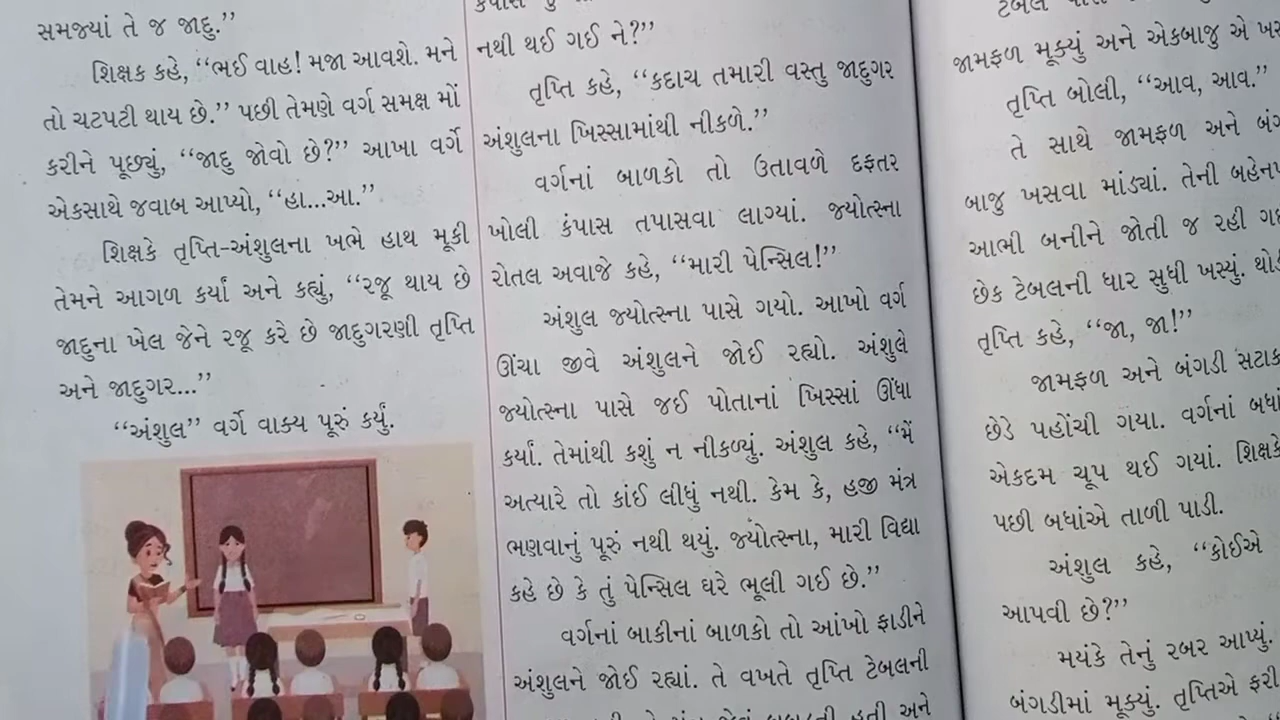 સમજ્યાં તે જ જાદુ.”
શિક્ષક કહે, “ભઈ વાહ! મજા આવશે. મને
તો ચટપટી થાય છે.” પછી તેમણે વર્ગ સમક્ષ મોં
કરીને પૂછ્યું, “જાદુ જોવો છે?” આખા વર્ગે
એકસાથે જવાબ આપ્યો, “હા...આ.”
શિક્ષકે તૃપ્તિ-અંશુલના ખભે હાથ મૂકી
તેમને આગળ કર્યાં અને કહ્યું, “રજૂ થાય છે
જાદુના ખેલ જેને રજૂ કરે છે જાદુગરણી તૃપ્તિ
અને જાદુગર...”
“અંશુલ” વર્ગે વાક્ય પૂરું કર્યું.
નથી થઈ ગઈ ને?”
તૃપ્તિ કહે, “કદાચ તમારી વસ્તુ જાદુગર
અંશુલના ખિસ્સામાંથી નીકળે.”
વર્ગનાં બાળકો તો ઉતાવળે દફતર
ખોલી કંપાસ તપાસવા લાગ્યાં. જ્યોત્સ્ના
રોતલ અવાજે કહે, “મારી પેન્સિલ!”
અંશુલ જ્યોત્સ્ના પાસે ગયો. આખો વર્ગ
ઊંચા જીવે અંશુલને જોઈ રહ્યો. અંશુલે
જ્યોત્સ્ના પાસે જઈ પોતાનાં ખિસ્સાં ઊંધા
કર્યાં. તેમાંથી કશું ન નીકળ્યું. અંશુલ કહે, “મેં
અત્યારે તો કાંઈ લીધું નથી. કેમ કે, હજી મંત્ર
ભણવાનું પૂરું નથી થયું. જ્યોત્સ્ના, મારી વિદ્યા
કહે છે કે તું પેન્સિલ ઘરે ભૂલી ગઈ છે.”
વર્ગનાં બાકીનાં બાળકો તો આંખો ફાડીને
અંશુલને જોઈ રહ્યાં. તે વખતે તૃપ્તિ ટેબલની
હતી અને
ટેબલ
જામફળ મૂક્યું અને એકબાજુ એ
તૃપ્તિ બોલી, “આવ, આવ.”
તે સાથે જામફળ અને
બાજુ ખસવા માંડ્યાં. તેની
આભી બનીને જોતી જ રહી
છેક ટેબલની ધાર સુધી ખસ્યું.
તૃપ્તિ કહે, “જા, જા!”
જામફળ અને બંગડી
છેડે પહોંચી ગયા. વર્ગનાં
એકદમ ચૂપ થઈ ગયાં.
પછી બધાંએ તાળી પાડી.
અંશુલ કહે, “કોઈએ
આપવી છે?”
મયંકે તેનું રબર આપ્યું.
બંગડીમાં મૂક્યું. તૃપ્તિએ ફરી